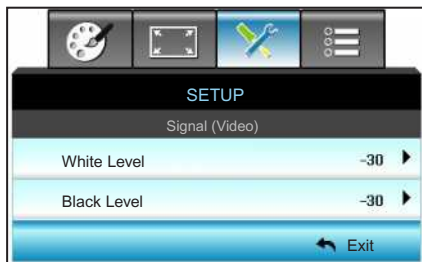 SETUP
Signal (Video)
White Level -30
Black Level -30
Exit